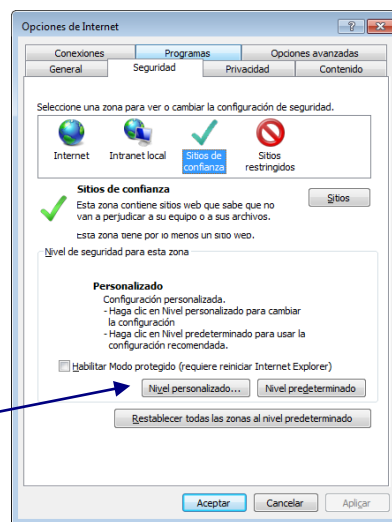 Opciones de Internet
Conexiones Programas Opciones avanzadas
General Seguridad Privacidad Contenido
Seleccione una zona para ver o cambiar la configuración de seguridad.
Internet Intranet local Sitios de confianza Sitios restringidos
Sitios de confianza
Sitios
Esta zona contiene sitios web que sabe que no
van a perjudicar a su equipo o a sus archivos.
Esta zona tiene por lo menos un sitio web.
Nivel de seguridad para esta zona
Personalizado
Configuración personalizada.
- Haga clic en Nivel personalizado para cambiar
la configuración
- Haga clic en Nivel predeterminado para usar la
configuración recomendada.
Habilitar Modo protegido (requiere reiniciar Internet Explorer)
Nivel personalizado... Nivel predeterminado
Restablecer todas las zonas al nivel predeterminado
Aceptar Cancelar Aplicar